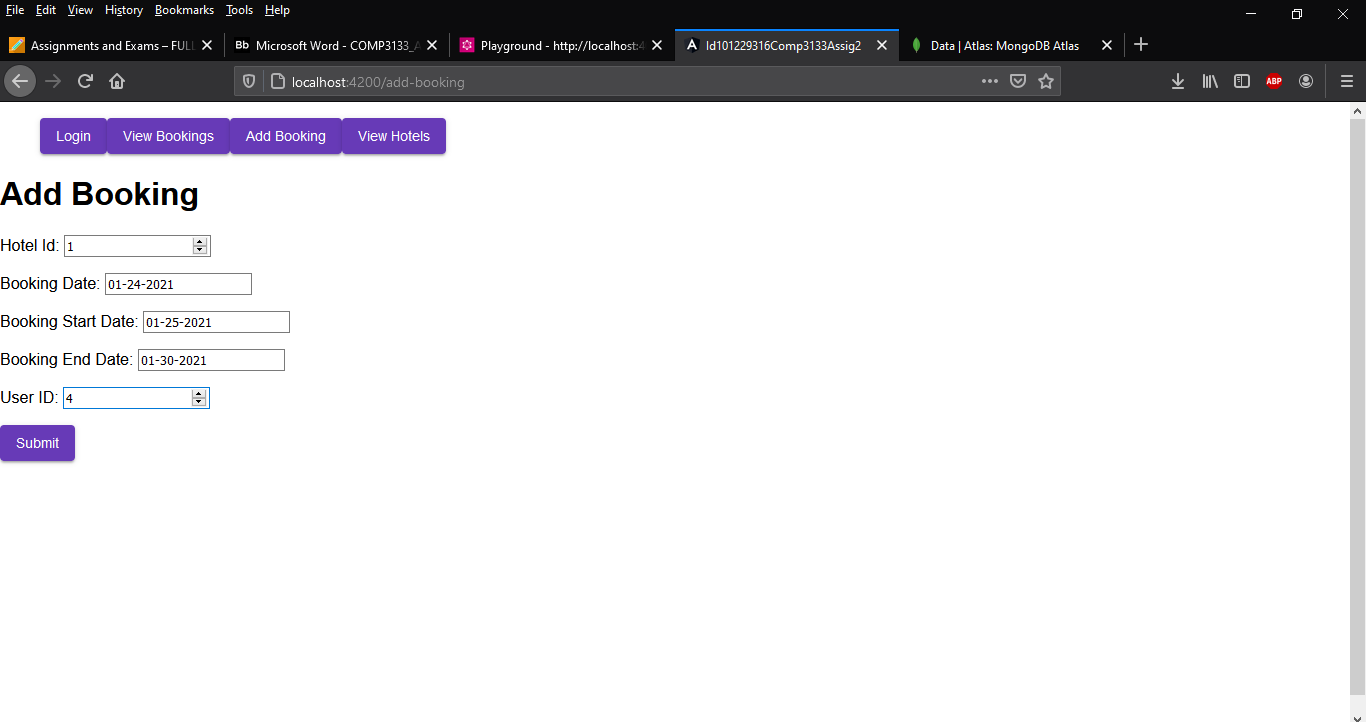 File Edit View History Bookmarks Tools Help
Assignments and Exams – FULL Bb Microsoft Word - COMP3133_A Playground - http://localhost:4 A Id101229316Comp3133Assig2 Data | Atlas: MongoDB Atlas
localhost:4200/add-booking ABP
Login View Bookings Add Booking View Hotels
Add Booking
Hotel Id: 1
Booking Date: 01-24-2021
Booking Start Date: 01-25-2021
Booking End Date: 01-30-2021
User ID: 4
Submit